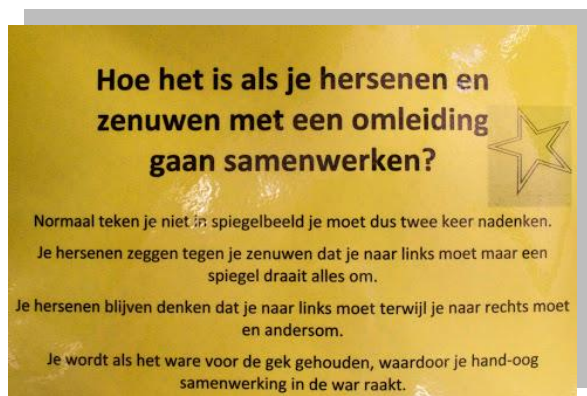 Hoe het is als je hersenen en
zenuwen met een omleiding
gaan samenwerken?
Normaal teken je niet in spiegelbeeld je moet dus twee keer nadenken.
Je hersenen zeggen tegen je zenuwen dat je naar links moet maar een
spiegel draait alles om.
Je hersenen blijven denken dat je naar links moet terwijl je naar rechts moet
en andersom.
Je wordt als het ware voor de gek gehouden, waardoor je hand-oog
samenwerking in de war raakt.